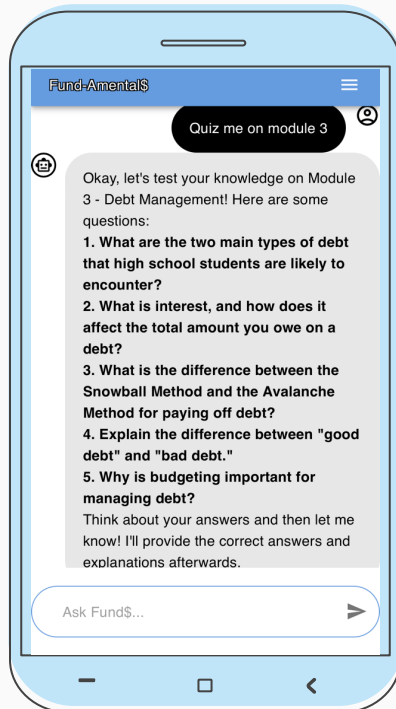 Fund-Amental$
Quiz me on module 3
Okay, let's test your knowledge on Module
3 - Debt Management! Here are some
questions:
1. What are the two main types of debt
that high school students are likely to
encounter?
2. What is interest, and how does it
affect the total amount you owe on a
debt?
3. What is the difference between the
Snowball Method and the Avalanche
Method for paying off debt?
4. Explain the difference between "good
debt" and "bad debt."
5. Why is budgeting important for
managing debt?
Think about your answers and then let me
know! I'll provide the correct answers and
explanations afterwards.
Ask Fund$...